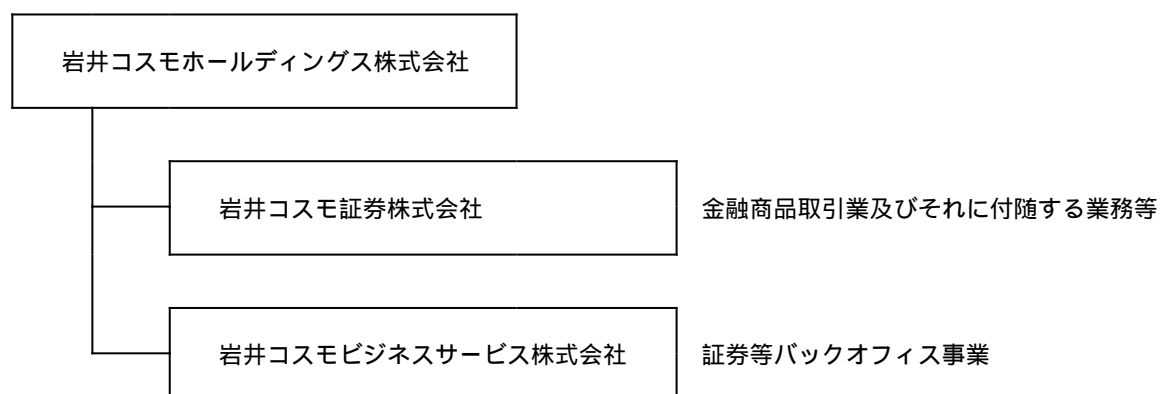 岩井コスモホールディングス株式会社
岩井コスモ証券株式会社 金融商品取引業及びそれに付随する業務等
岩井コスモビジネスサービス株式会社 証券等バックオフィス事業